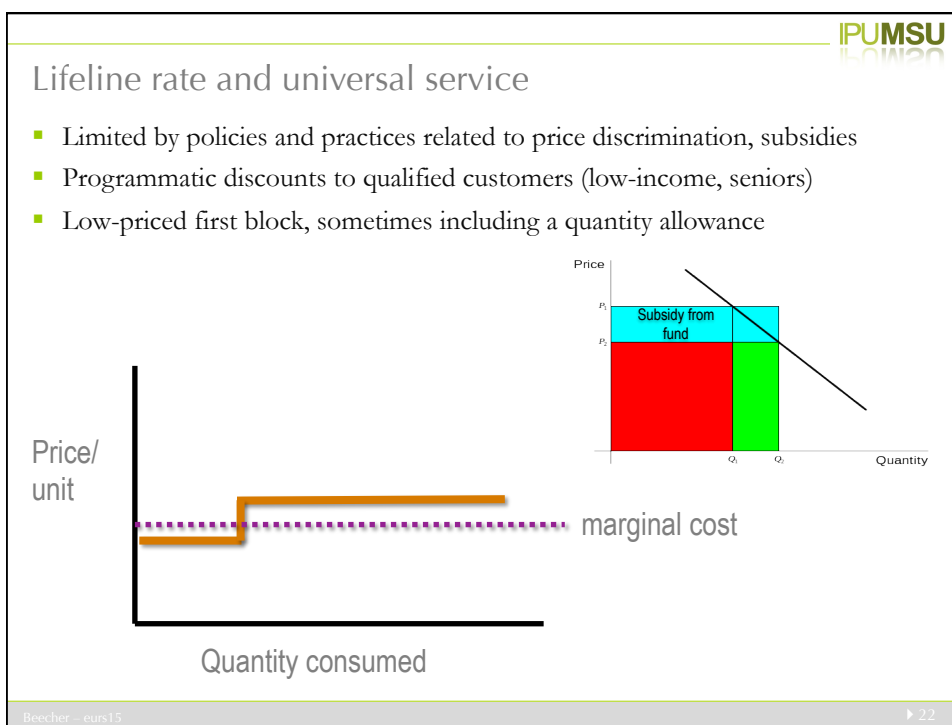 IPUMSU
Lifeline rate and universal service
▪ Limited by policies and practices related to price discrimination, subsidies
▪ Programmatic discounts to qualified customers (low-income, seniors)
▪ Low-priced first block, sometimes including a quantity allowance
Price
P₁
Subsidy from
fund
P₂
Q₁ Q₂
Quantity
Price/
unit
marginal cost
Quantity consumed
Beecher – eurs15
22